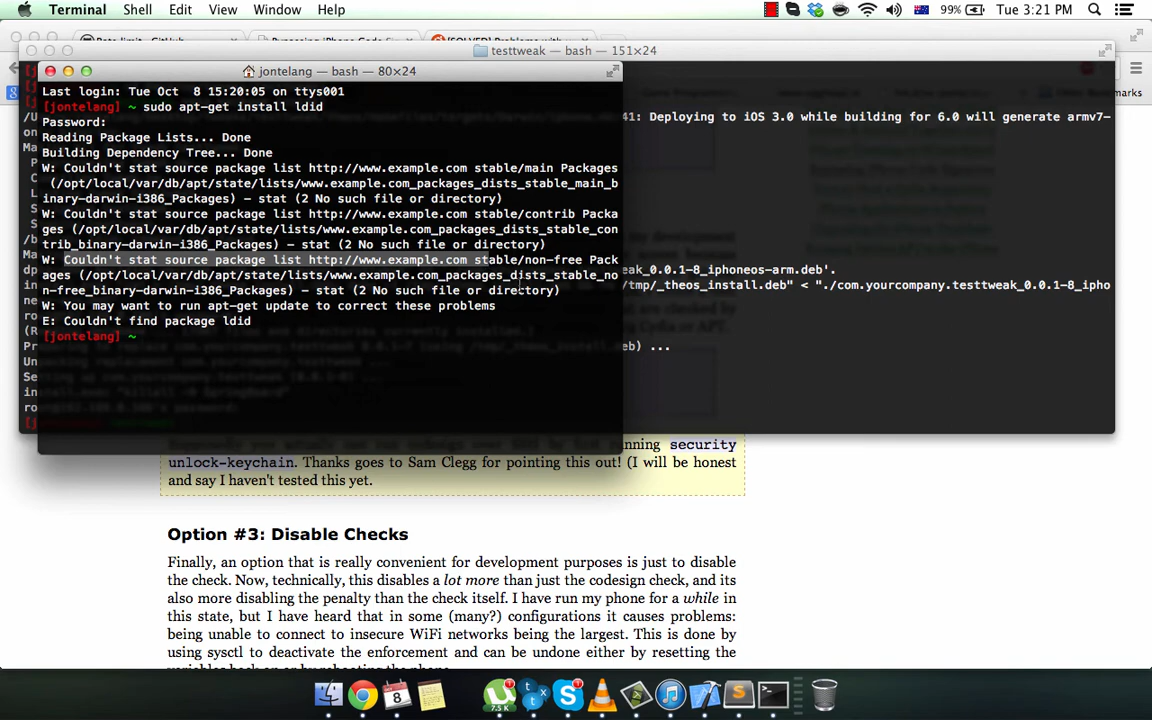 Terminal Shell Edit View Window Help 99% Tue 3:21 PM
testtweak — bash — 151×24
jontelang — bash — 80×24
Last login: Tue Oct  8 15:20:05 on ttys001
[jontelang] ~ sudo apt-get install ldid
Password:
Reading Package Lists... Done
Building Dependency Tree... Done
W: Couldn't stat source package list http://www.example.com stable/main Packages
(/opt/local/var/db/apt/state/lists/www.example.com_packages_dists_stable_main_b
inary-darwin-i386_Packages) - stat (2 No such file or directory)
W: Couldn't stat source package list http://www.example.com stable/contrib Packa
ges (/opt/local/var/db/apt/state/lists/www.example.com_packages_dists_stable_con
trib_binary-darwin-i386_Packages) - stat (2 No such file or directory)
W: Couldn't stat source package list http://www.example.com stable/non-free Pack
ages (/opt/local/var/db/apt/state/lists/www.example.com_packages_dists_stable_no
n-free_binary-darwin-i386_Packages) - stat (2 No such file or directory)
W: You may want to run apt-get update to correct these problems
E: Couldn't find package ldid
[jontelang] ~
41: Deploying to iOS 3.0 while building for 6.0 will generate armv7-
eak_0.0.1-8_iphoneos-arm.deb'.
/tmp/_theos_install.deb" < "./com.yourcompany.testtweak_0.0.1-8_ipho
eb) ...
running security
unlock-keychain. Thanks goes to Sam Clegg for pointing this out! (I will be honest
and say I haven't tested this yet.
Option #3: Disable Checks
Finally, an option that is really convenient for development purposes is just to disable
the check. Now, technically, this disables a lot more than just the codesign check, and its
also more disabling the penalty than the check itself. I have run my phone for a while in
this state, but I have heard that in some (many?) configurations it causes problems:
being unable to connect to insecure WiFi networks being the largest. This is done by
using sysctl to deactivate the enforcement and can be undone either by resetting the
variables back on or by rebooting the phone.
8
7.5 K